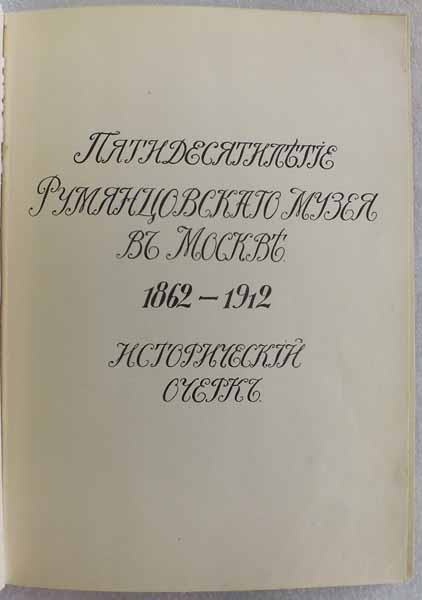 Пятидесятилѣтіе
Румянцовскаго музея
въ Москвѣ.
1862 — 1912
Историческій
очеркъ.